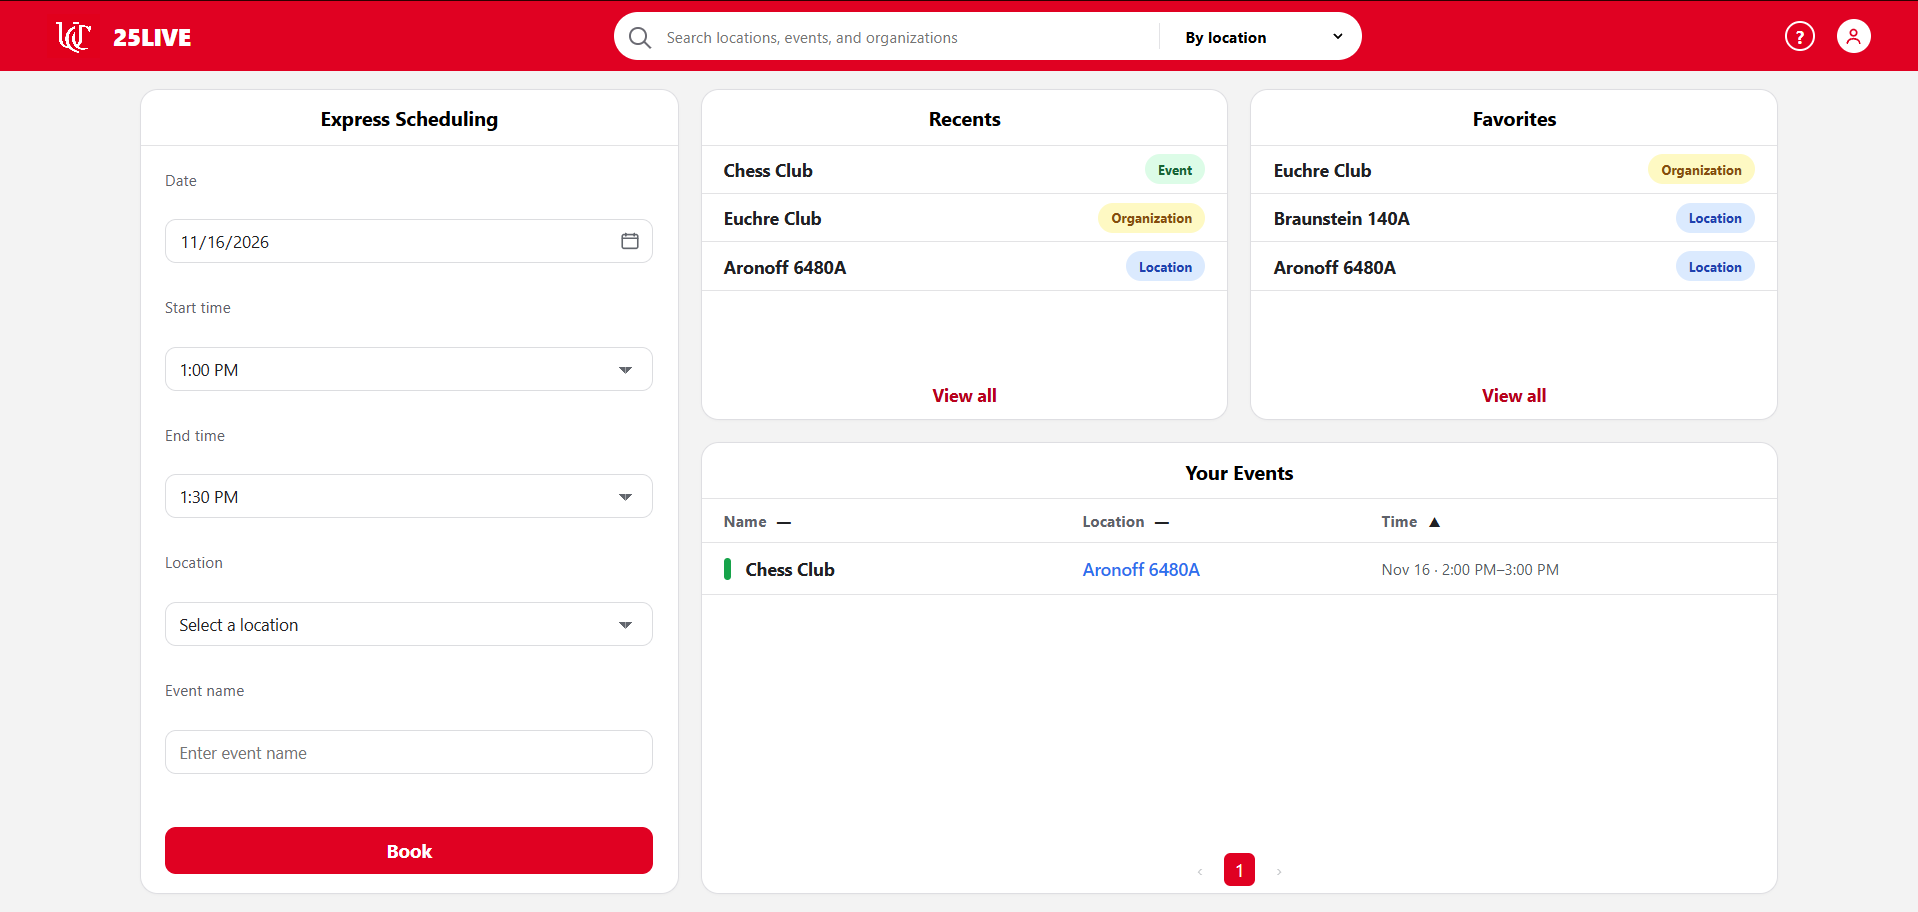 UC 25LIVE
Search locations, events, and organizations
By location
?
Express Scheduling
Date
11/16/2026
Start time
1:00 PM
End time
1:30 PM
Location
Select a location
Event name
Enter event name
Book
Recents
Chess Club Event
Euchre Club Organization
Aronoff 6480A Location
View all
Favorites
Euchre Club Organization
Braunstein 140A Location
Aronoff 6480A Location
View all
Your Events
Name — Location — Time ▲
Chess Club Aronoff 6480A Nov 16 · 2:00 PM–3:00 PM
‹ 1 ›